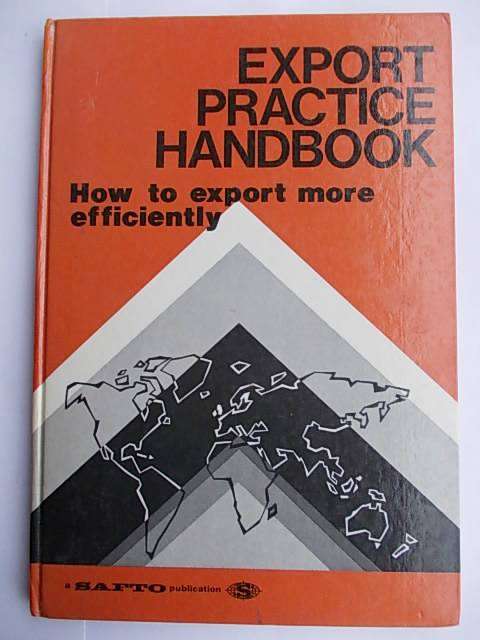 EXPORT
PRACTICE
HANDBOOK
How to export more
efficiently
a SAFTO publication